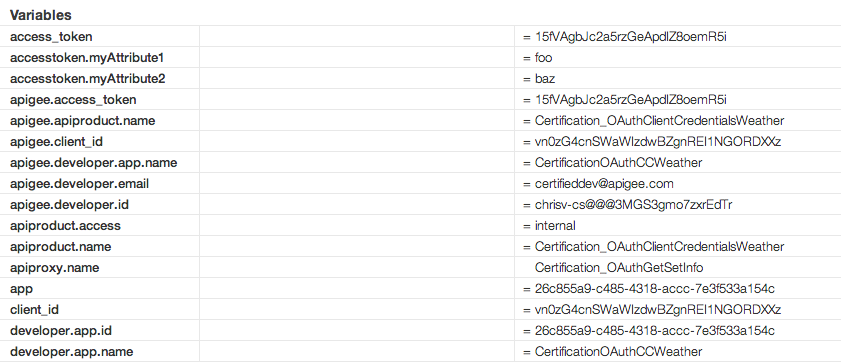 Variables
access_token = 15fVAgbJc2a5rzGeApdlZ8oemR5i
accesstoken.myAttribute1 = foo
accesstoken.myAttribute2 = baz
apigee.access_token = 15fVAgbJc2a5rzGeApdlZ8oemR5i
apigee.apiproduct.name = Certification_OAuthClientCredentialsWeather
apigee.client_id = vn0zG4cnSWaWlzdwBZgnREI1NGORDXXz
apigee.developer.app.name = CertificationOAuthCCWeather
apigee.developer.email = certifieddev@apigee.com
apigee.developer.id = chrisv-cs@@@3MGS3gmo7zxrEdTr
apiproduct.access = internal
apiproduct.name = Certification_OAuthClientCredentialsWeather
apiproxy.name Certification_OAuthGetSetInfo
app = 26c855a9-c485-4318-accc-7e3f533a154c
client_id = vn0zG4cnSWaWlzdwBZgnREI1NGORDXXz
developer.app.id = 26c855a9-c485-4318-accc-7e3f533a154c
developer.app.name = CertificationOAuthCCWeather